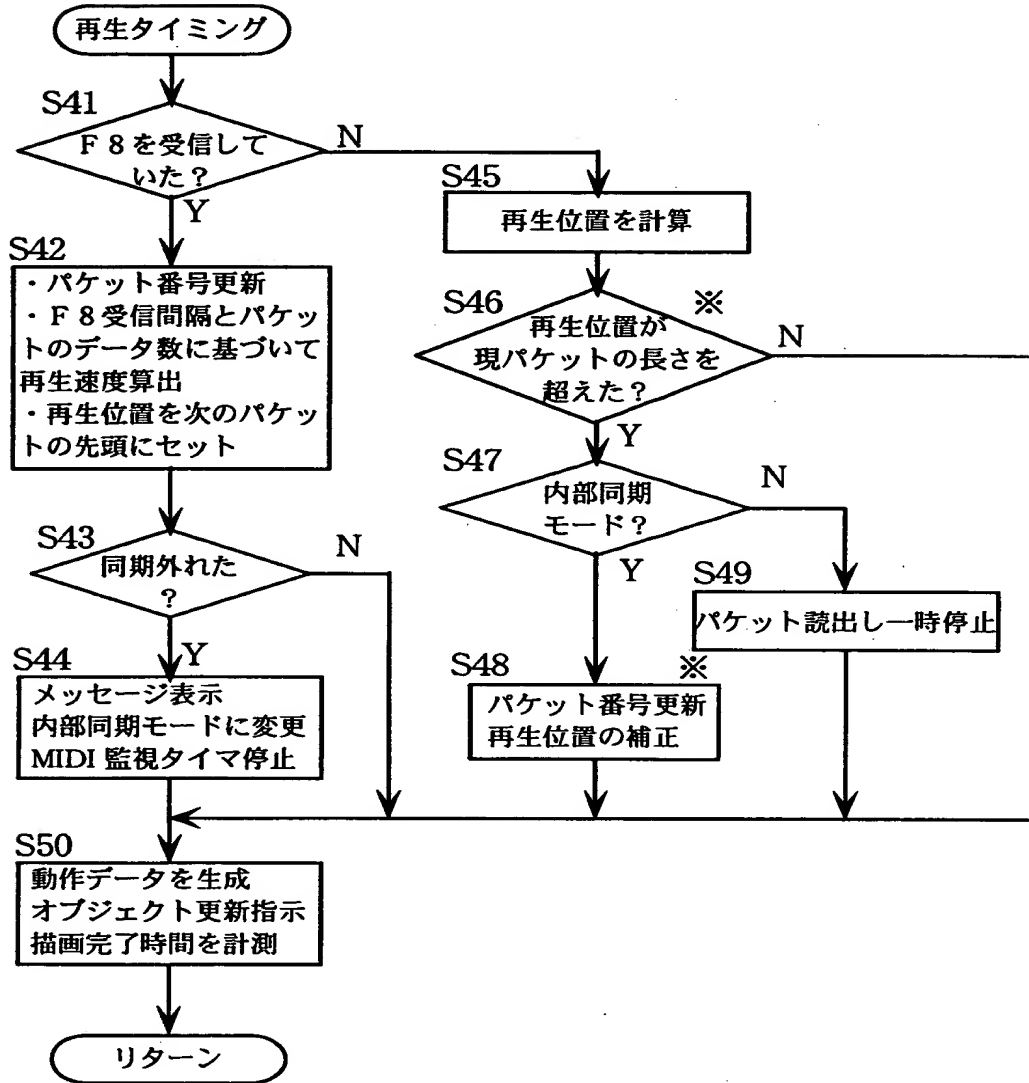 再生タイミング
S41
F8を受信して
いた?
N
Y
S42
・パケット番号更新
・F8受信間隔とパケッ
トのデータ数に基づいて
再生速度算出
・再生位置を次のパケッ
トの先頭にセット
S43
同期外れた
?
N
Y
S44
メッセージ表示
内部同期モードに変更
MIDI監視タイマ停止
S45
再生位置を計算
S46
※
再生位置が
現パケットの長さを
超えた?
N
Y
S47
内部同期
モード?
N
Y
S49
パケット読出し一時停止
S48
※
パケット番号更新
再生位置の補正
S50
動作データを生成
オブジェクト更新指示
描画完了時間を計測
リターン